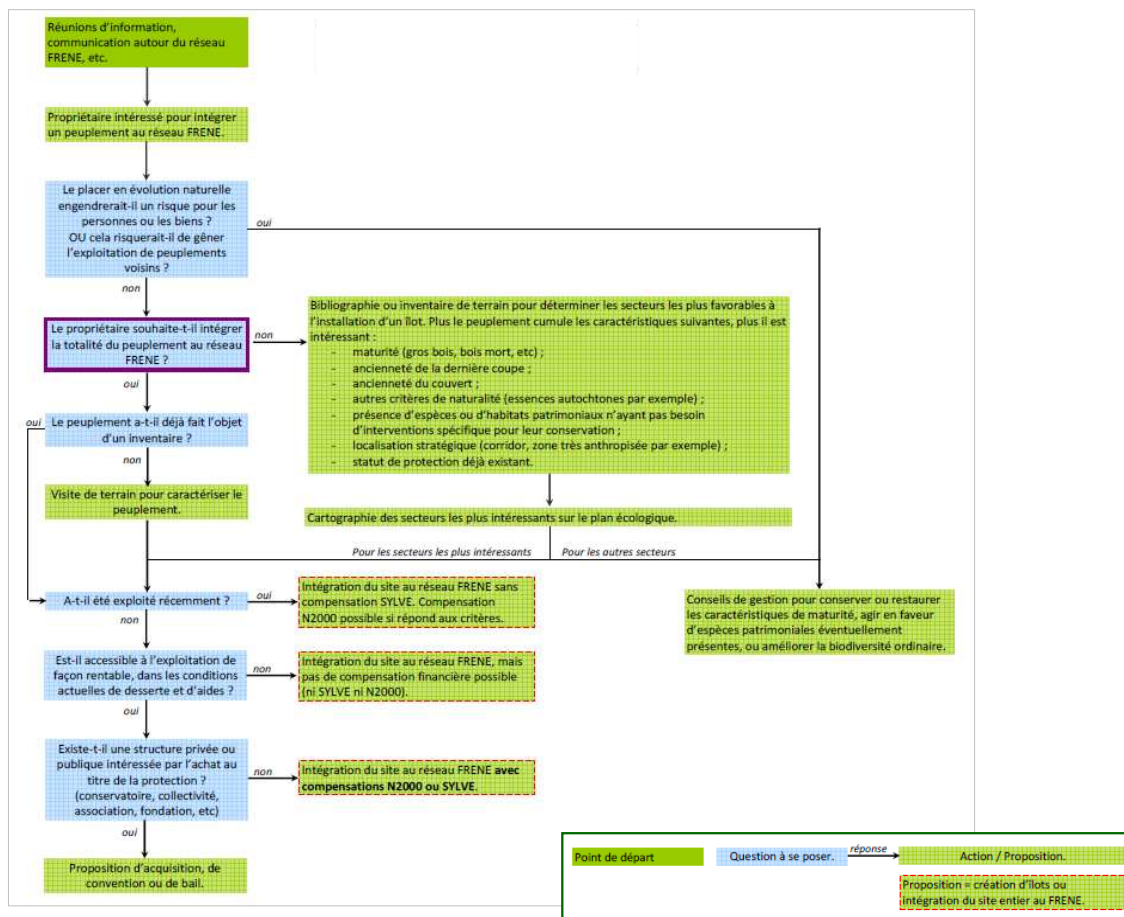 Réunions d'information,
communication autour du réseau
FRENE, etc.
Propriétaire intéressé pour intégrer
un peuplement au réseau FRENE.
Le placer en évolution naturelle
engendrerait-il un risque pour les
personnes ou les biens ?
OU cela risquerait-il de gêner
l'exploitation de peuplements
voisins ?
oui
non
Le propriétaire souhaite-t-il intégrer
la totalité du peuplement au réseau
FRENE ?
non
oui
Bibliographie ou inventaire de terrain pour déterminer les secteurs les plus favorables à
l'installation d'un îlot. Plus le peuplement cumule les caractéristiques suivantes, plus il est
intéressant :
- maturité (gros bois, bois mort, etc) ;
- ancienneté de la dernière coupe ;
- ancienneté du couvert ;
- autres critères de naturalité (essences autochtones par exemple) ;
- présence d'espèces ou d'habitats patrimoniaux n'ayant pas besoin
d'interventions spécifique pour leur conservation ;
- localisation stratégique (corridor, zone très anthropisée par exemple) ;
- statut de protection déjà existant.
oui
Le peuplement a-t-il déjà fait l'objet
d'un inventaire ?
non
Visite de terrain pour caractériser le
peuplement.
Cartographie des secteurs les plus intéressants sur le plan écologique.
Pour les secteurs les plus intéressants
Pour les autres secteurs
A-t-il été exploité récemment ?
oui
non
Intégration du site au réseau FRENE sans
compensation SYLVE. Compensation
N2000 possible si répond aux critères.
Conseils de gestion pour conserver ou restaurer
les caractéristiques de maturité, agir en faveur
d'espèces patrimoniales éventuellement
présentes, ou améliorer la biodiversité ordinaire.
Est-il accessible à l'exploitation de
façon rentable, dans les conditions
actuelles de desserte et d'aides ?
non
oui
Intégration du site au réseau FRENE, mais
pas de compensation financière possible
(ni SYLVE ni N2000).
Existe-t-il une structure privée ou
publique intéressée par l'achat au
titre de la protection ?
(conservatoire, collectivité,
association, fondation, etc)
non
oui
Intégration du site au réseau FRENE avec
compensations N2000 ou SYLVE.
Proposition d'acquisition, de
convention ou de bail.
Point de départ
Question à se poser.
réponse
Action / Proposition.
Proposition = création d'îlots ou
intégration du site entier au FRENE.